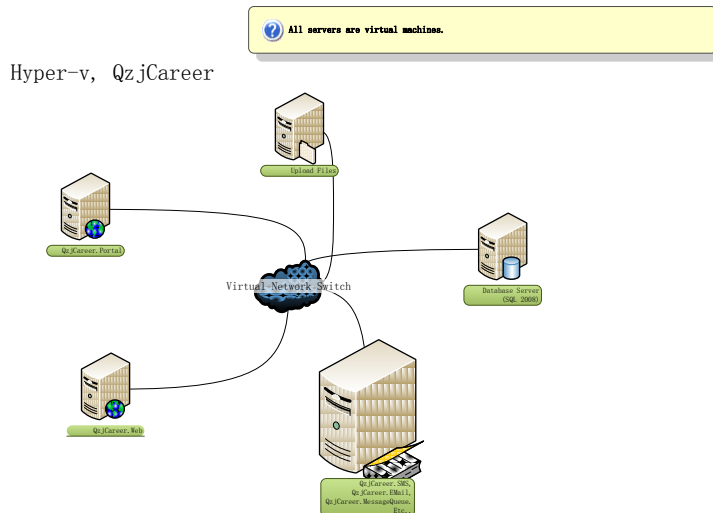 All servers are virtual machines.
Hyper-v, QzjCareer
Upload Files
QzjCareer.Portal
Virtual Network Switch
Database Server
(SQL 2008)
QzjCareer.Web
QzjCareer.SMS,
QzjCareer.EMail,
QzjCareer.MessageQueue.
Etc..